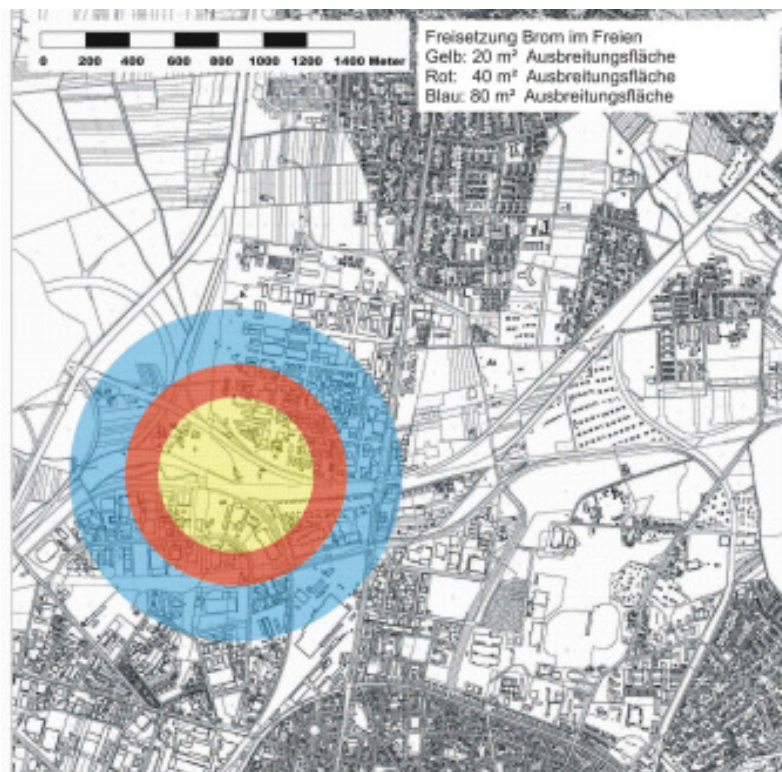 0 200 400 600 800 1000 1200 1400 Meter
Freisetzung Brom im Freien
Gelb: 20 m² Ausbreitungsfläche
Rot: 40 m² Ausbreitungsfläche
Blau: 80 m² Ausbreitungsfläche